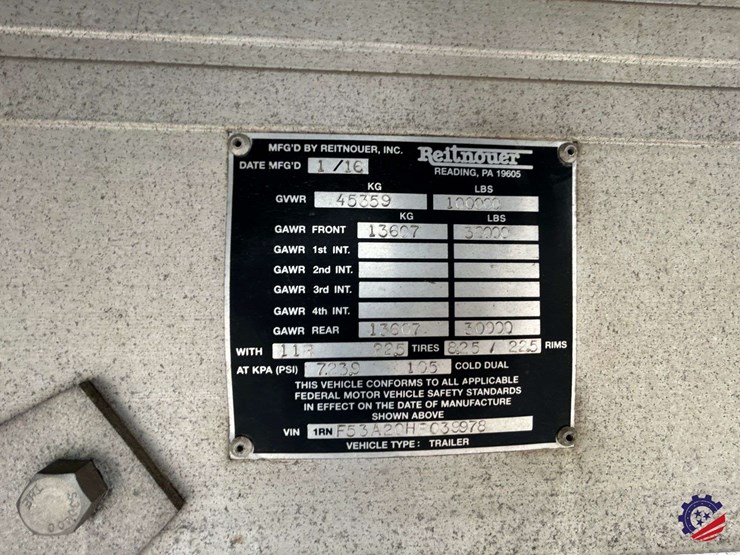 MFG'D BY REITNOUER, INC.
Reitnouer
DATE MFG'D 1/16
READING, PA 19605
KG LBS
GVWR 45359 100000
KG LBS
GAWR FRONT 13607 30000
GAWR 1st INT.
GAWR 2nd INT.
GAWR 3rd INT.
GAWR 4th INT.
GAWR REAR 13607 30000
WITH TIRES 825 / 225 RIMS
AT KPA (PSI) 105 COLD DUAL
THIS VEHICLE CONFORMS TO ALL APPLICABLE
FEDERAL MOTOR VEHICLE SAFETY STANDARDS
IN EFFECT ON THE DATE OF MANUFACTURE
SHOWN ABOVE
VIN 1RN
VEHICLE TYPE: TRAILER